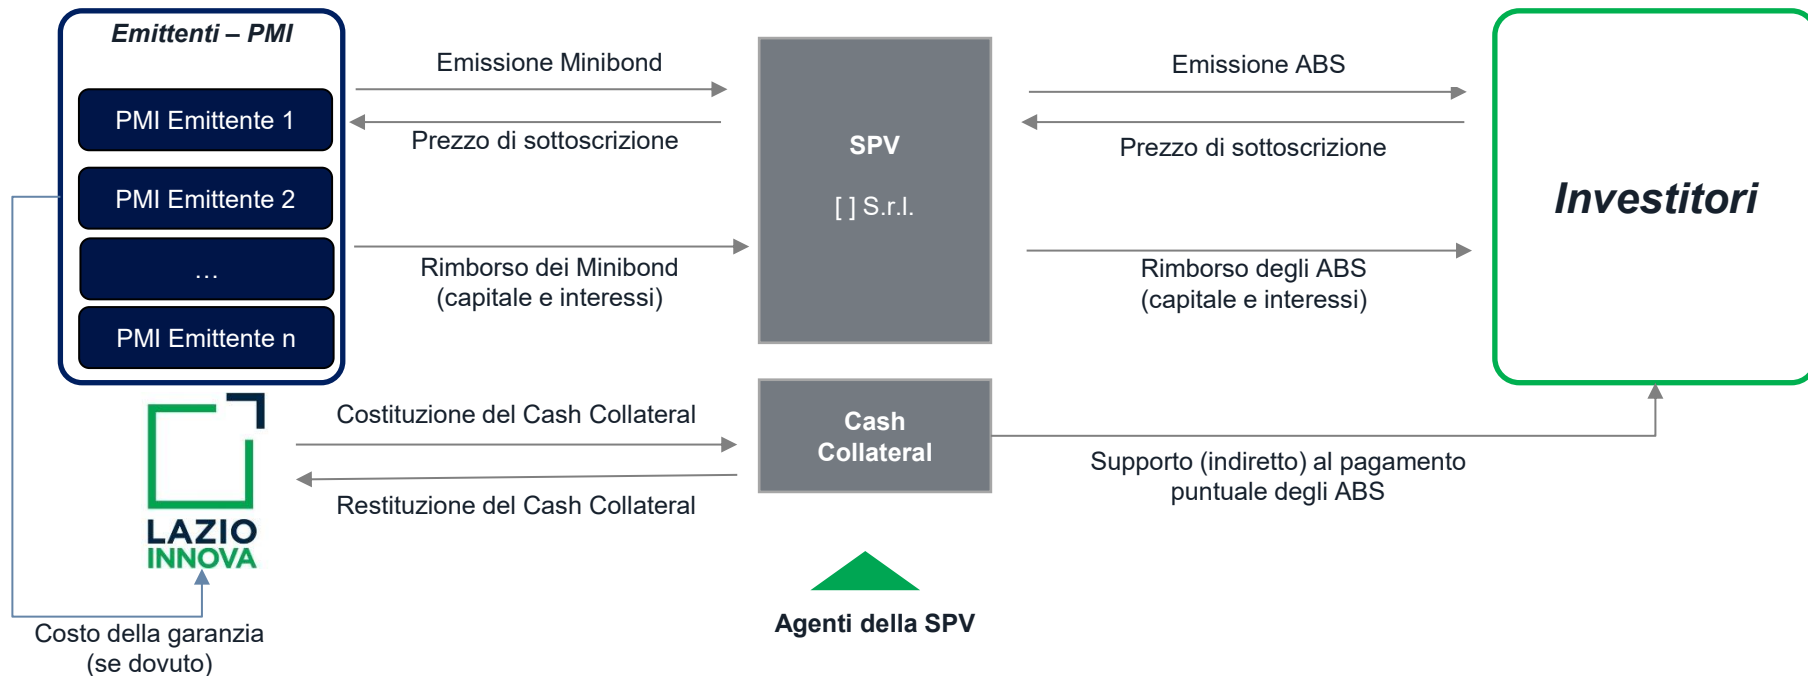 Emittenti – PMI
PMI Emittente 1
PMI Emittente 2
…
PMI Emittente n
Emissione Minibond
Prezzo di sottoscrizione
Rimborso dei Minibond
(capitale e interessi)
SPV
[ ] S.r.l.
Emissione ABS
Prezzo di sottoscrizione
Rimborso degli ABS
(capitale e interessi)
Investitori
LAZIO
INNOVA
Costituzione del Cash Collateral
Restituzione del Cash Collateral
Cash
Collateral
Supporto (indiretto) al pagamento
puntuale degli ABS
Agenti della SPV
Costo della garanzia
(se dovuto)